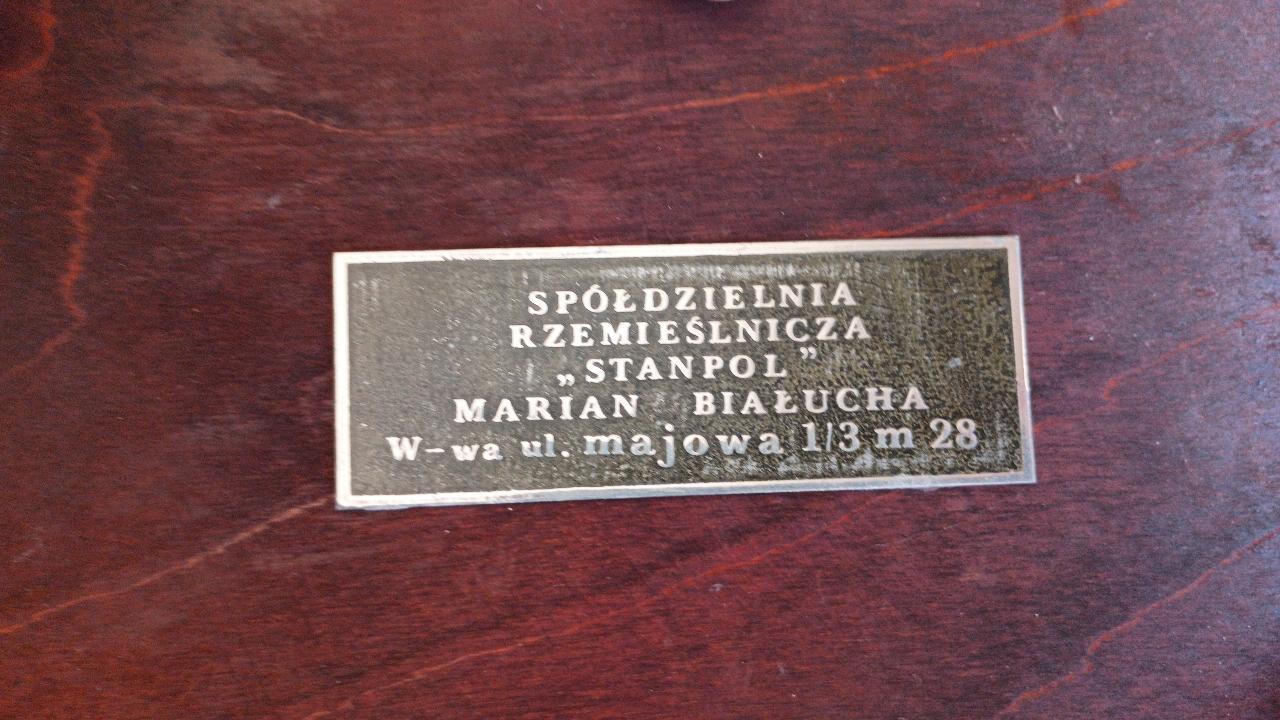 SPÓŁDZIELNIA
RZEMIEŚLNICZA
„STANPOL”
MARIAN BIAŁUCHA
W-wa ul. majowa 1/3 m 28